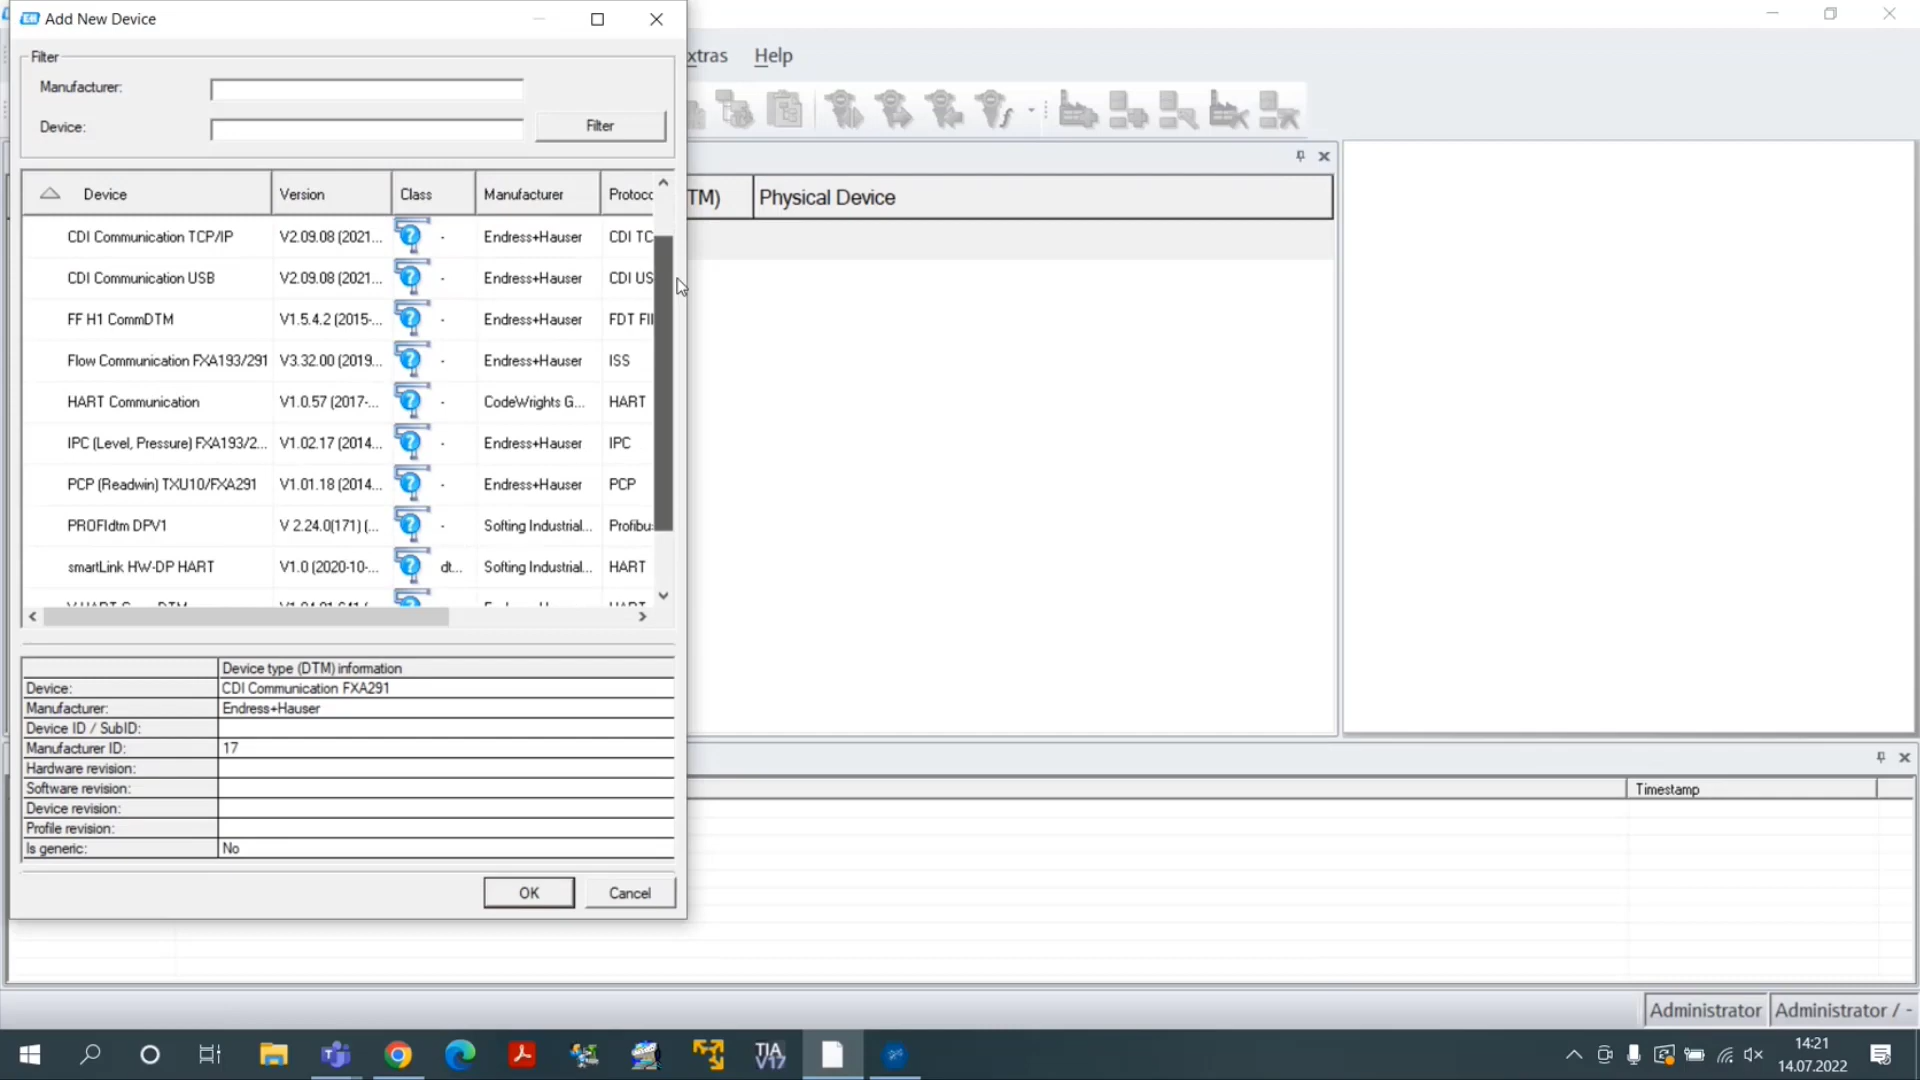 Add New Device
Filter
Manufacturer:
Device:
Filter
xtras Help
Device Version Class Manufacturer Protoco
CDI Communication TCP/IP V2.09.08 (2021... - Endress+Hauser CDI TC
CDI Communication USB V2.09.08 (2021... - Endress+Hauser CDI US
FF H1 CommDTM V1.5.4.2 (2015-... - Endress+Hauser FDT FI
Flow Communication FXA193/291 V3.32.00 (2019... - Endress+Hauser ISS
HART Communication V1.0.57 (2017-... - CodeWrights G... HART
IPC (Level, Pressure) FXA193/2... V1.02.17 (2014... - Endress+Hauser IPC
PCP (Readwin) TXU10/FXA291 V1.01.18 (2014... - Endress+Hauser PCP
PROFIdtm DPV1 V 2.24.0(171) (... - Softing Industrial... Profibu
smartLink HW-DP HART V1.0 (2020-10-... dt... Softing Industrial... HART
TM) Physical Device
Device type (DTM) information
Device: CDI Communication FXA291
Manufacturer: Endress+Hauser
Device ID / SubID:
Manufacturer ID: 17
Hardware revision:
Software revision:
Device revision:
Profile revision:
Is generic: No
OK Cancel
Timestamp
Administrator Administrator / -
TIA
V17
14:21
14.07.2022